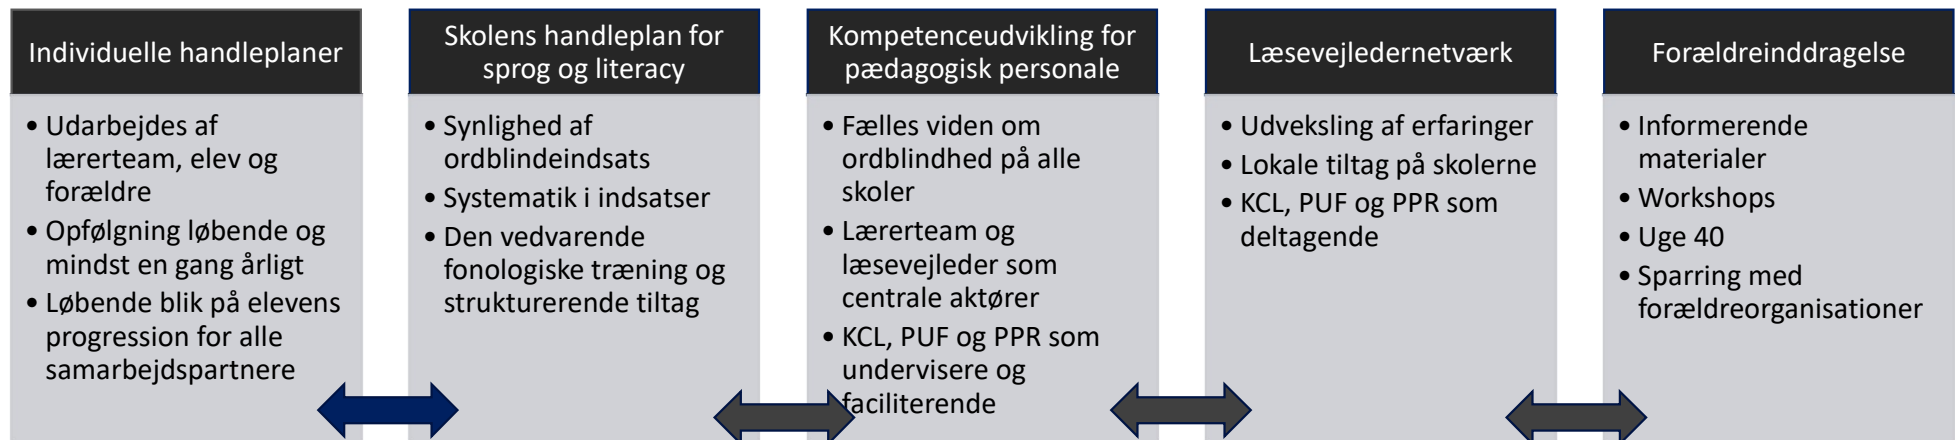 Individuelle handleplaner
• Udarbejdes af
lærerteam, elev og
forældre
• Opfølgning løbende og
mindst en gang årligt
• Løbende blik på elevens
progression for alle
samarbejdspartnere
Skolens handleplan for
sprog og literacy
• Synlighed af
ordblindeindsats
• Systematik i indsatser
• Den vedvarende
fonologiske træning og
strukturerende tiltag
Kompetenceudvikling for
pædagogisk personale
• Fælles viden om
ordblindhed på alle
skoler
• Lærerteam og
læsevejleder som
centrale aktører
• KCL, PUF og PPR som
undervisere og
faciliterende
Læsevejledernetværk
• Udveksling af erfaringer
• Lokale tiltag på skolerne
• KCL, PUF og PPR som
deltagende
Forældreinddragelse
• Informerende
materialer
• Workshops
• Uge 40
• Sparring med
forældreorganisationer